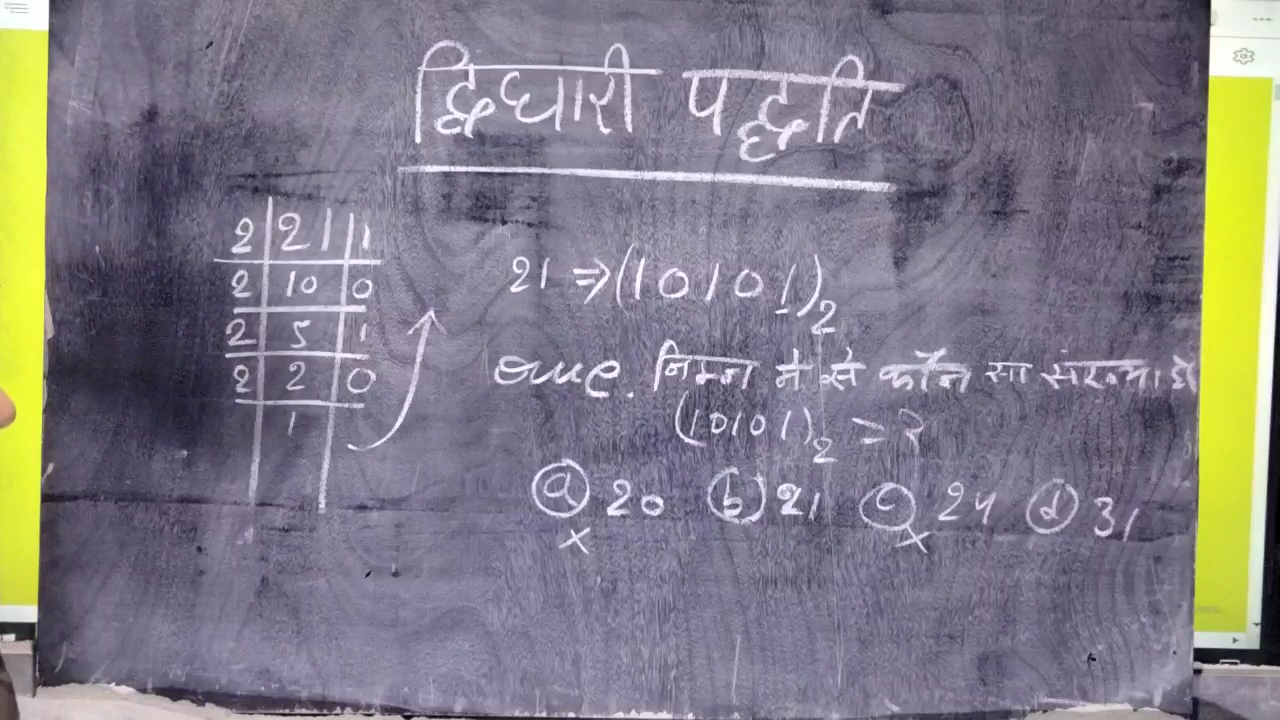 द्विधारी पद्धति
2 | 21 | 1
2 | 10 | 0
2 | 5 | 1
2 | 2 | 0
1
21 ⇒ (10101)₂
Que. निम्न में से कौन सा संख्या हो
(10101)₂ = ?
(a) 20 (b) 21 (c) 24 (d) 31
× ×